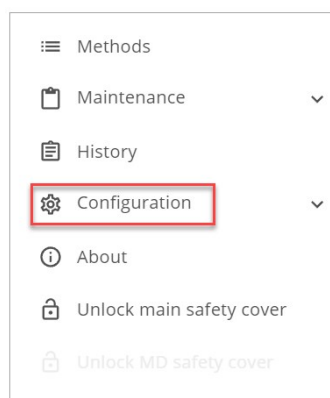 Methods
Maintenance
History
Configuration
About
Unlock main safety cover
Unlock MD safety cover